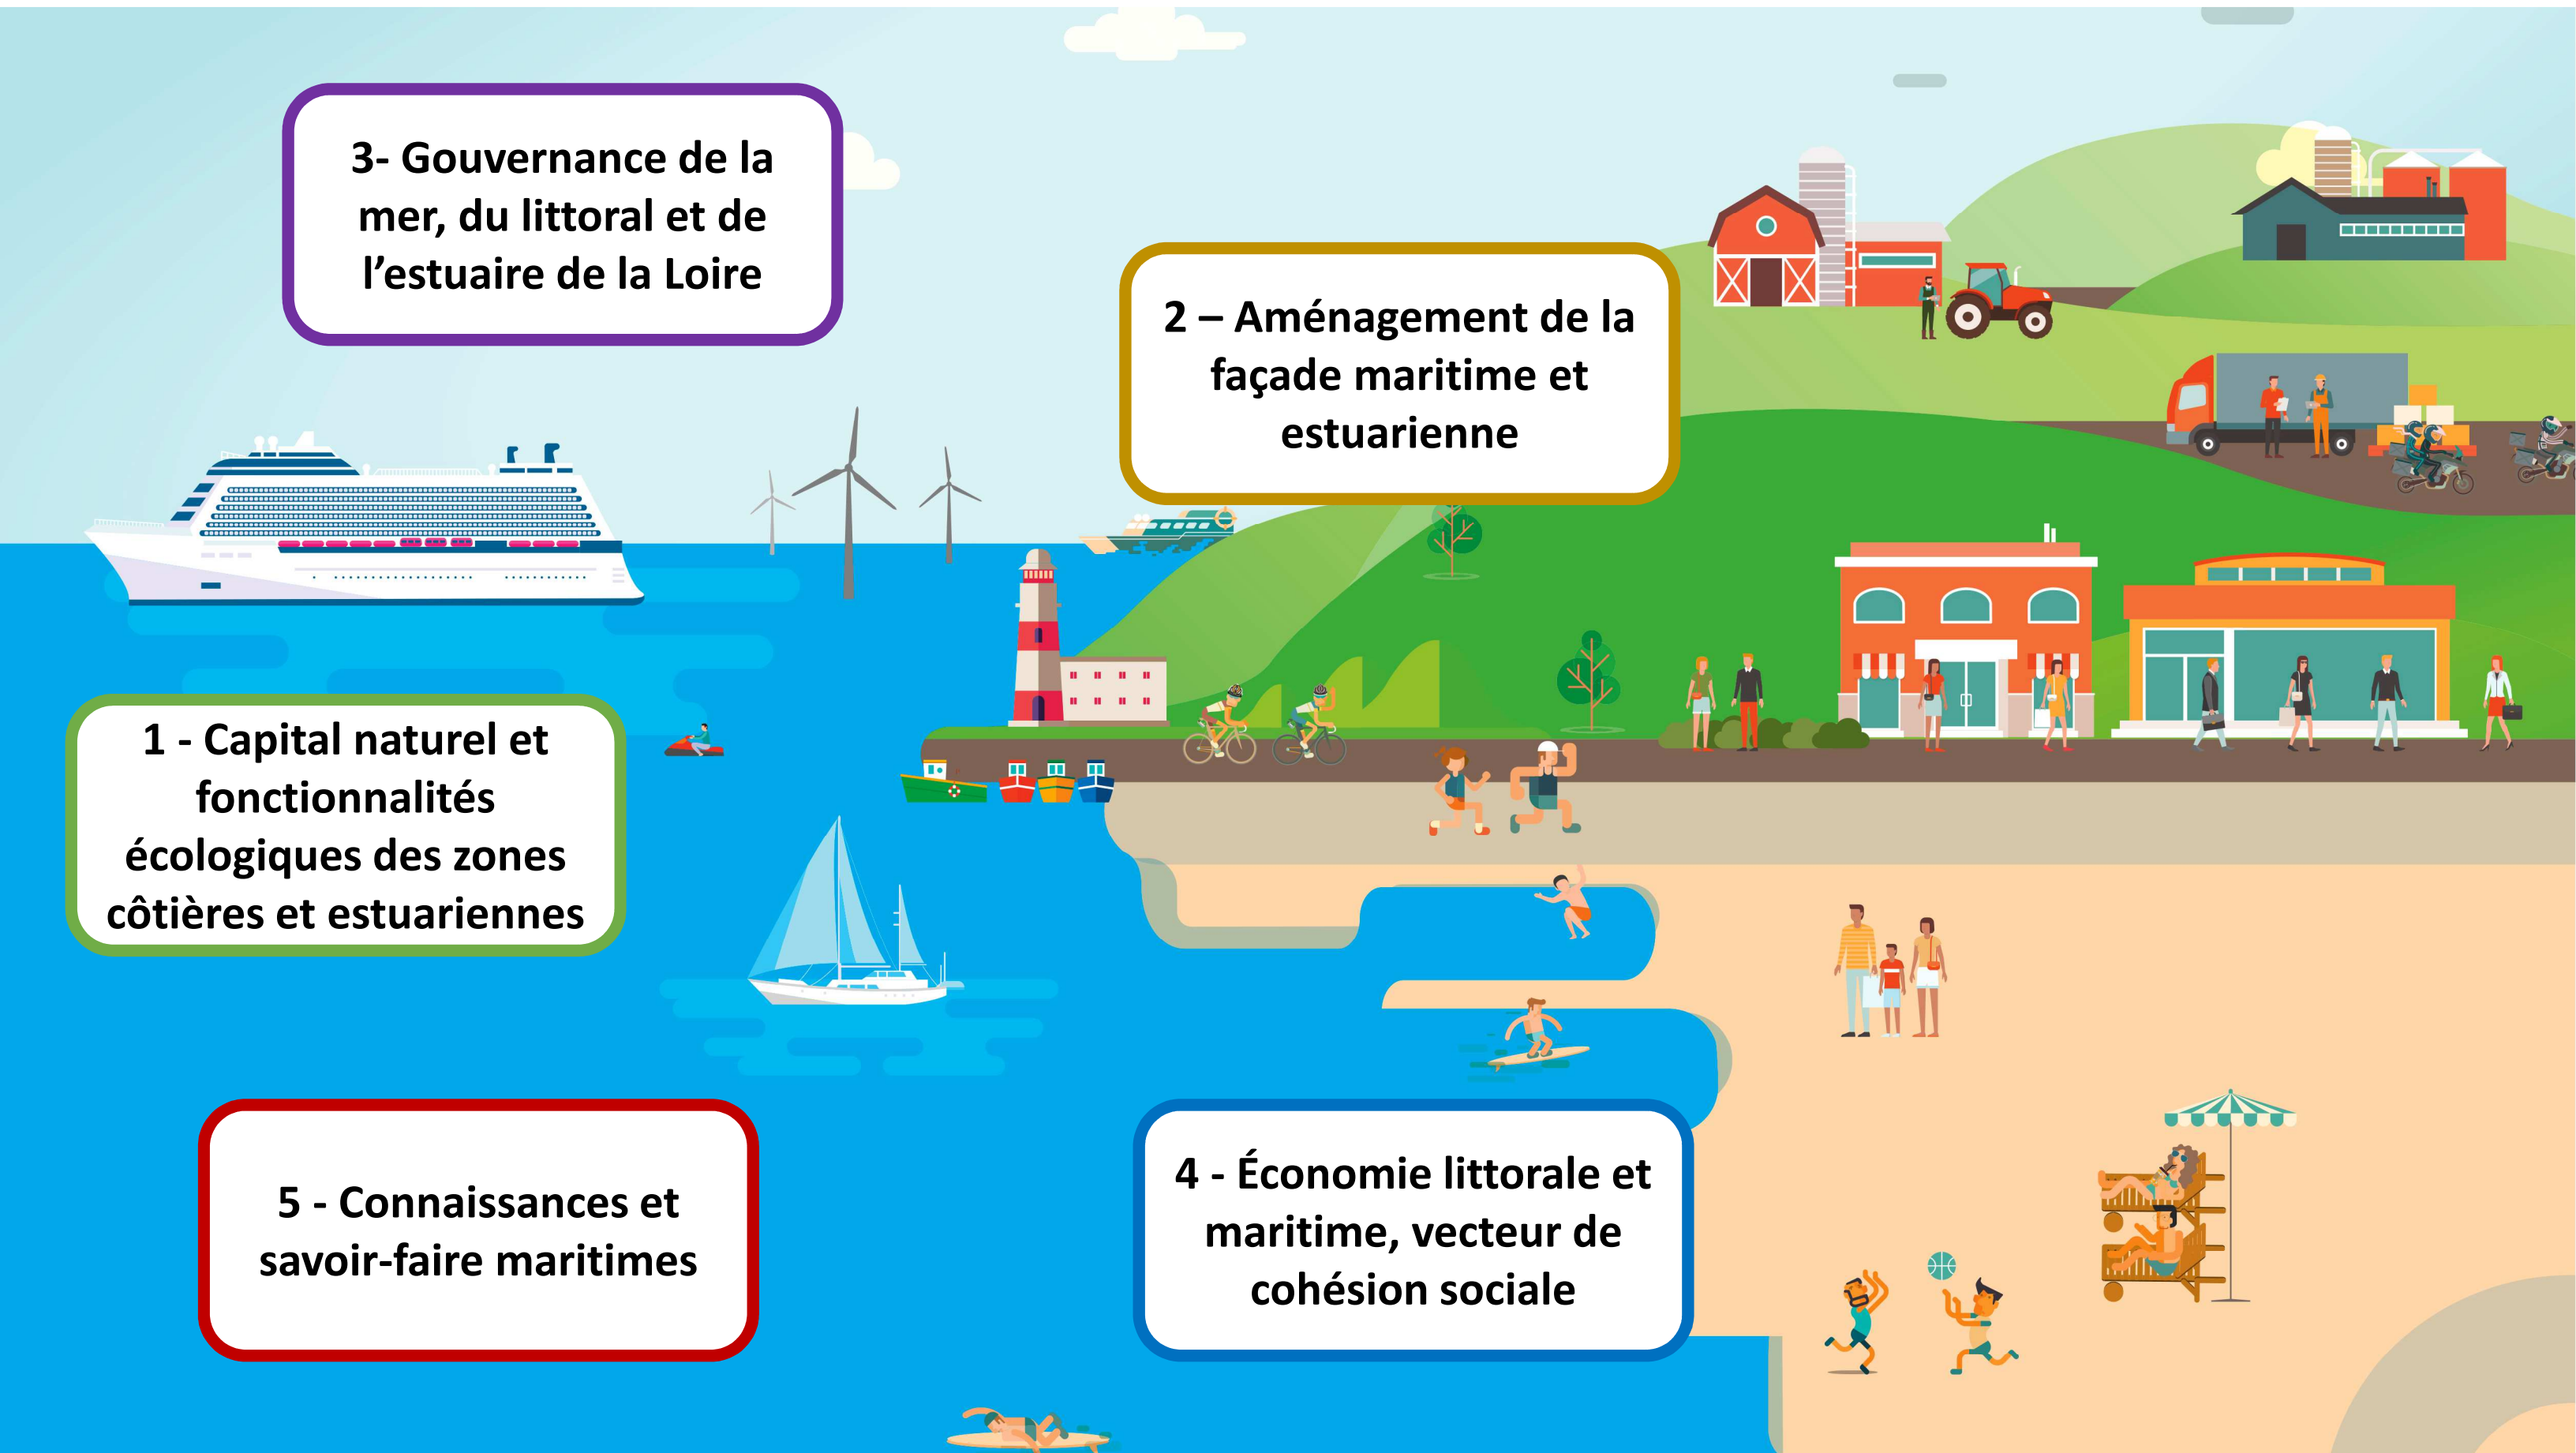 3- Gouvernance de la
mer, du littoral et de
l’estuaire de la Loire
2 – Aménagement de la
façade maritime et
estuarienne
1 - Capital naturel et
fonctionnalités
écologiques des zones
côtières et estuariennes
5 - Connaissances et
savoir-faire maritimes
4 - Économie littorale et
maritime, vecteur de
cohésion sociale